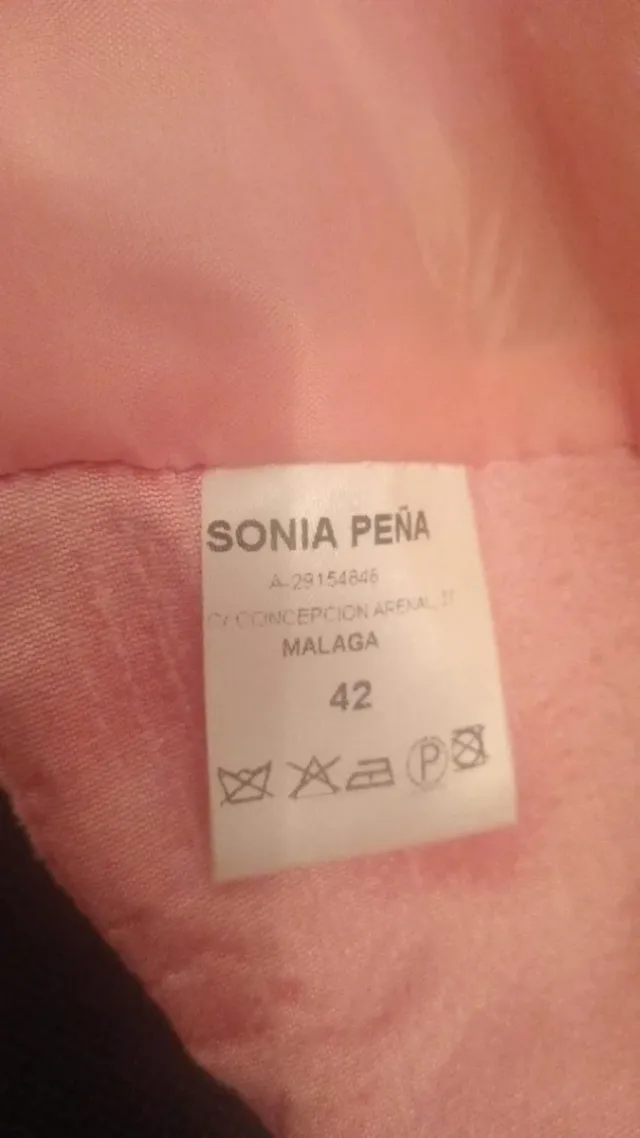 SONIA PEÑA
A-29154846
C/ CONCEPCION ARENAL,
MALAGA
42
P